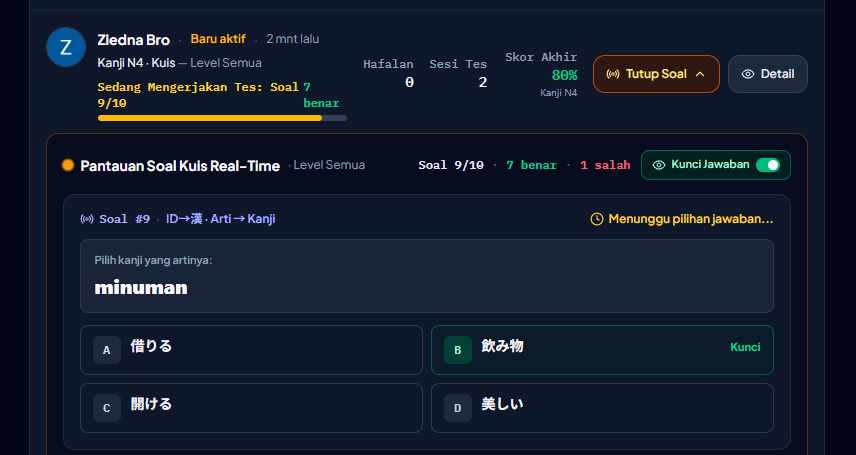 Z
Ziedna Bro · Baru aktif · 2 mnt lalu
Kanji N4 · Kuis — Level Semua
Sedang Mengerjakan Tes: Soal 9/10
7 benar
Hafalan
0
Sesi Tes
2
Skor Akhir
80%
Kanji N4
Tutup Soal
Detail
Pantauan Soal Kuis Real-Time · Level Semua
Soal 9/10 · 7 benar · 1 salah
Kunci Jawaban
Soal #9 · ID→漢 · Arti → Kanji
Menunggu pilihan jawaban...
Pilih kanji yang artinya:
minuman
A 借りる
B 飲み物 Kunci
C 開ける
D 美しい